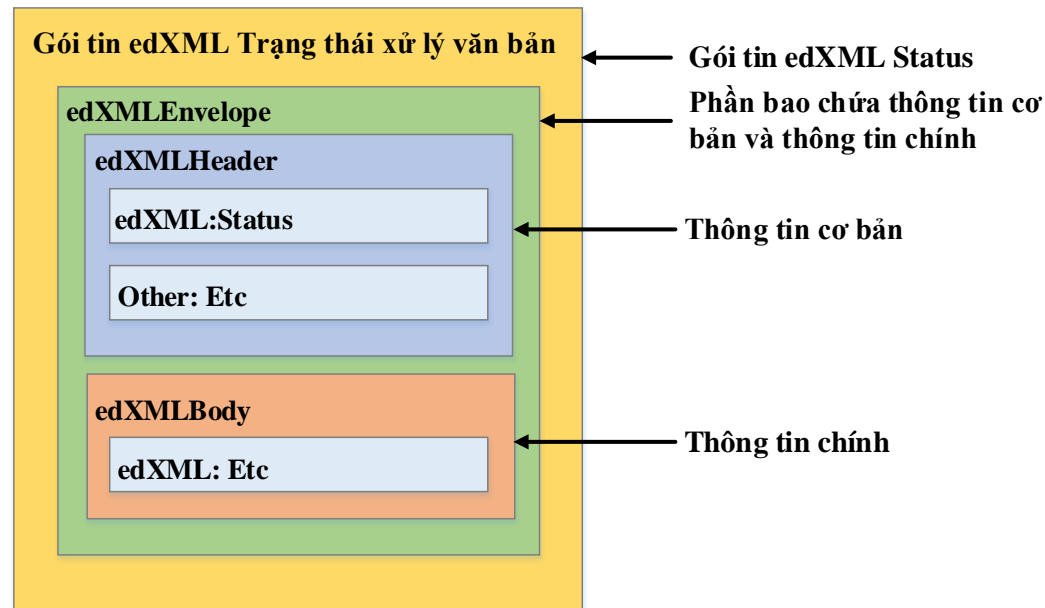 Gói tin edXML Trạng thái xử lý văn bản
Gói tin edXML Status
edXMLEnvelope
Phần bao chứa thông tin cơ
bản và thông tin chính
edXMLHeader
edXML:Status
Thông tin cơ bản
Other: Etc
edXMLBody
Thông tin chính
edXML: Etc